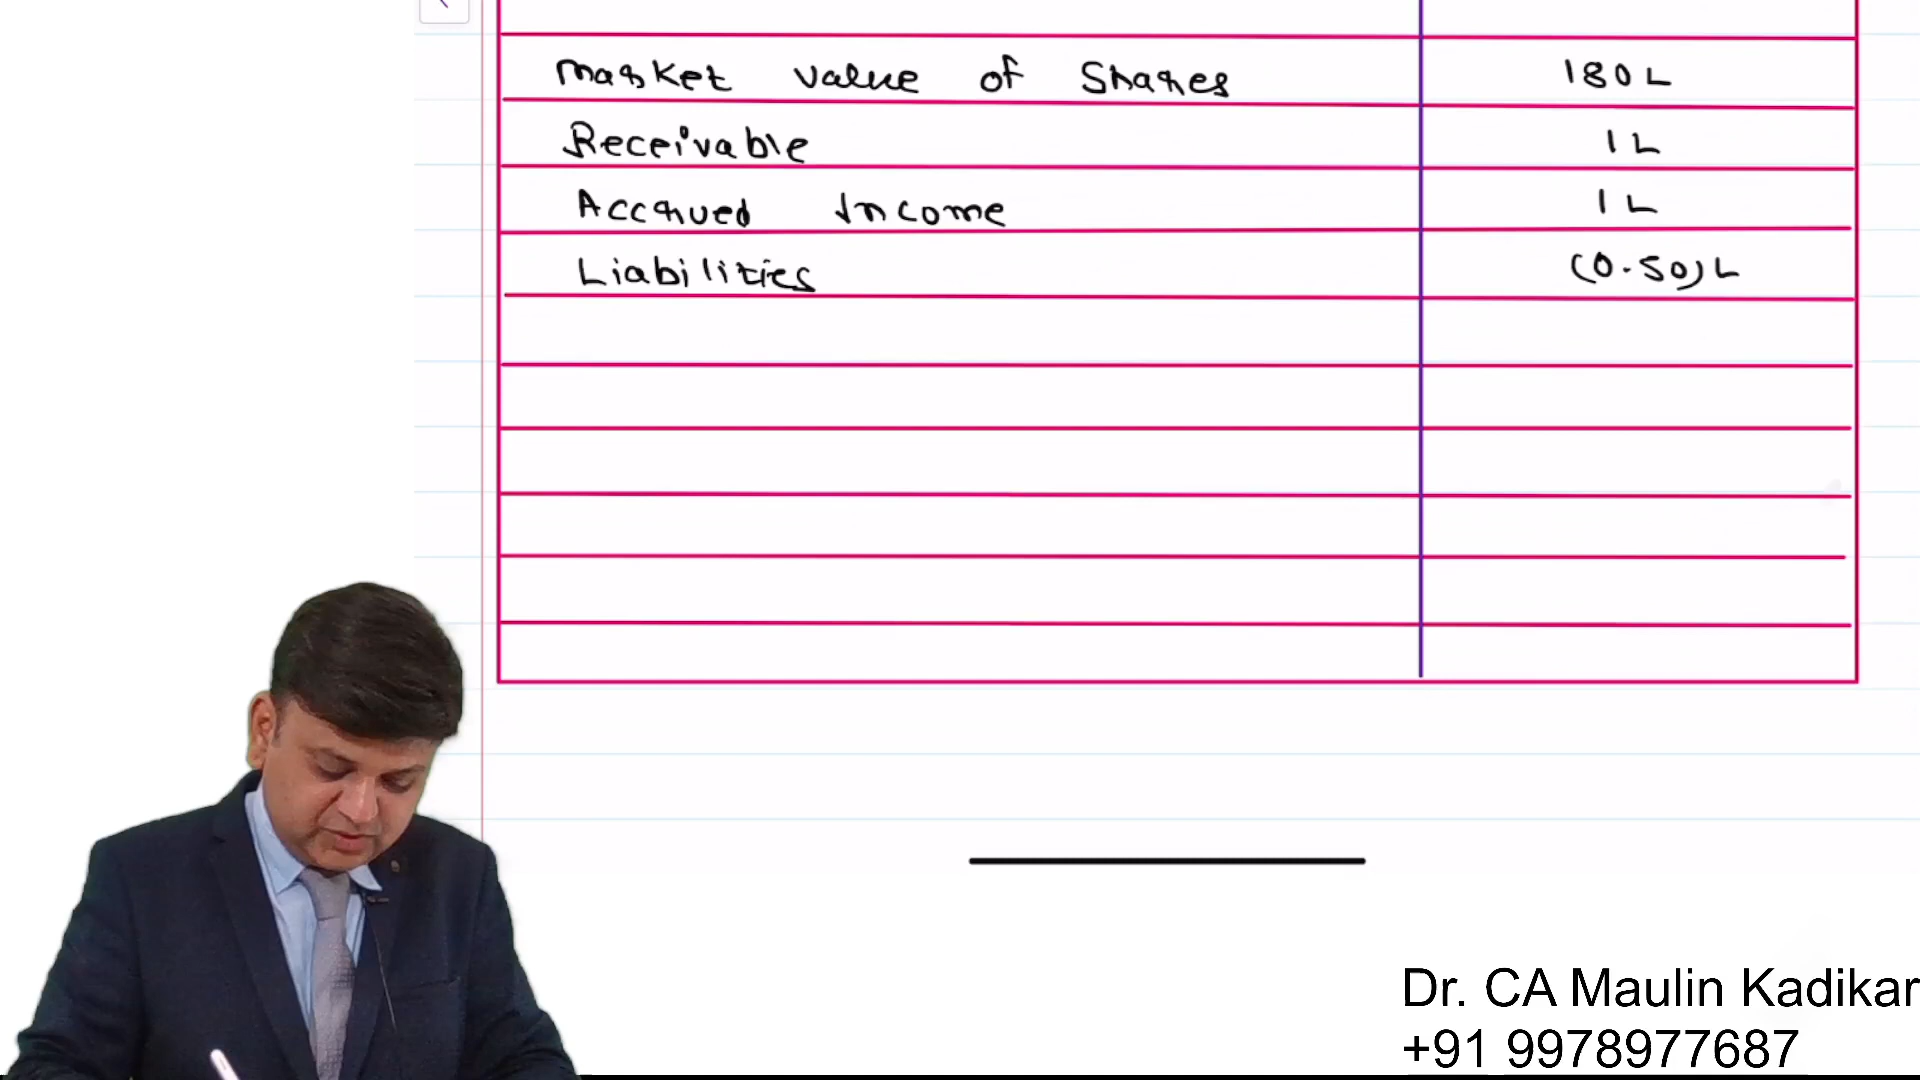 Market value of Shares 180 L
Receivable 1 L
Accrued Income 1 L
Liabilities (0.50) L
Dr. CA Maulin Kadikar
+91 9978977687